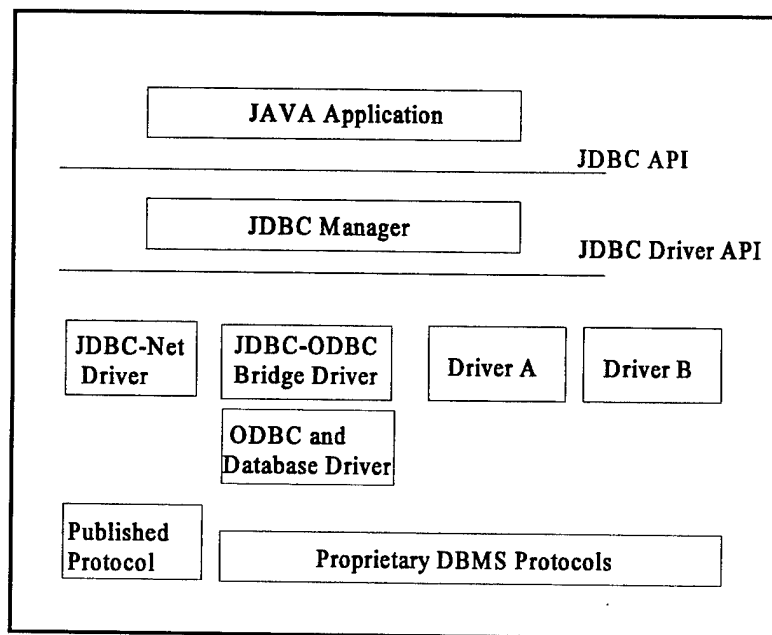 JAVA Application
JDBC API
JDBC Manager
JDBC Driver API
JDBC-Net
Driver
JDBC-ODBC
Bridge Driver
Driver A
Driver B
ODBC and
Database Driver
Published
Protocol
Proprietary DBMS Protocols